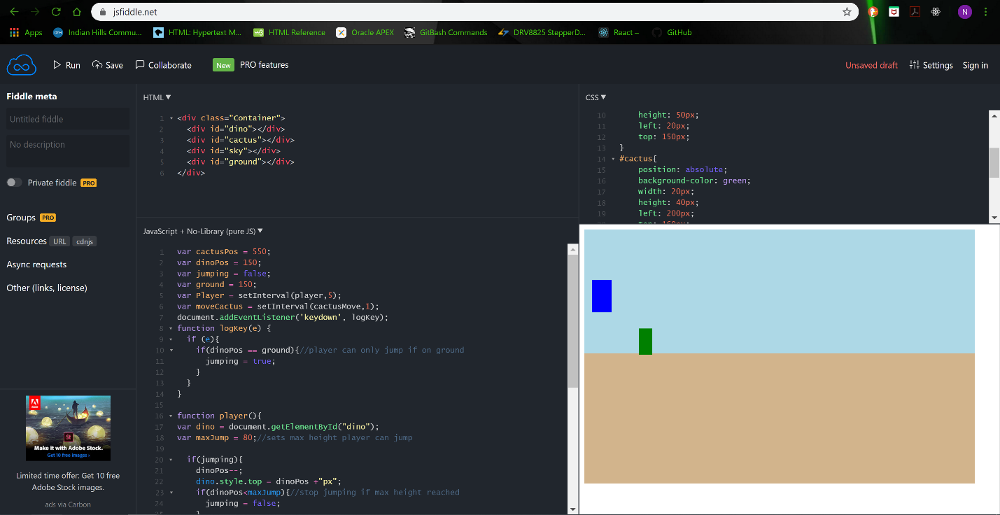 jsfiddle.net
N
Apps
OTH
Indian Hills Commu...
HTML: Hypertext M...
HTML Reference
Oracle APEX
GitBash Commands
DRV8825 StepperD...
React –
GitHub
Run
Save
Collaborate
New
PRO features
Unsaved draft
Settings
Sign in
Fiddle meta
Untitled fiddle
No description
Private fiddle PRO
Groups PRO
Resources URL cdnjs
Async requests
Other (links, license)
Adobe
St
Make it with Adobe Stock.
Get 10 free images ›
Limited time offer: Get 10 free
Adobe Stock images.
ads via Carbon
HTML ▼
1 <div class="Container">
2 <div id="dino"></div>
3 <div id="cactus"></div>
4 <div id="sky"></div>
5 <div id="ground"></div>
6 </div>
JavaScript + No-Library (pure JS) ▼
1 var cactusPos = 550;
2 var dinoPos = 150;
3 var jumping = false;
4 var ground = 150;
5 var Player = setInterval(player,5);
6 var moveCactus = setInterval(cactusMove,1);
7 document.addEventListener('keydown', logKey);
8 function logKey(e) {
9 if (e){
10 if(dinoPos == ground){//player can only jump if on ground
11 jumping = true;
12 }
13 }
14 }
15
16 function player(){
17 var dino = document.getElementById("dino");
18 var maxJump = 80;//sets max height player can jump
19
20 if(jumping){
21 dinoPos--;
22 dino.style.top = dinoPos +"px";
23 if(dinoPos<maxJump){//stop jumping if max height reached
24 jumping = false;
25 }
CSS ▼
10 height: 50px;
11 left: 20px;
12 top: 150px;
13 }
14 #cactus{
15 position: absolute;
16 background-color: green;
17 width: 20px;
18 height: 40px;
19 left: 200px;
20 top: 160px;